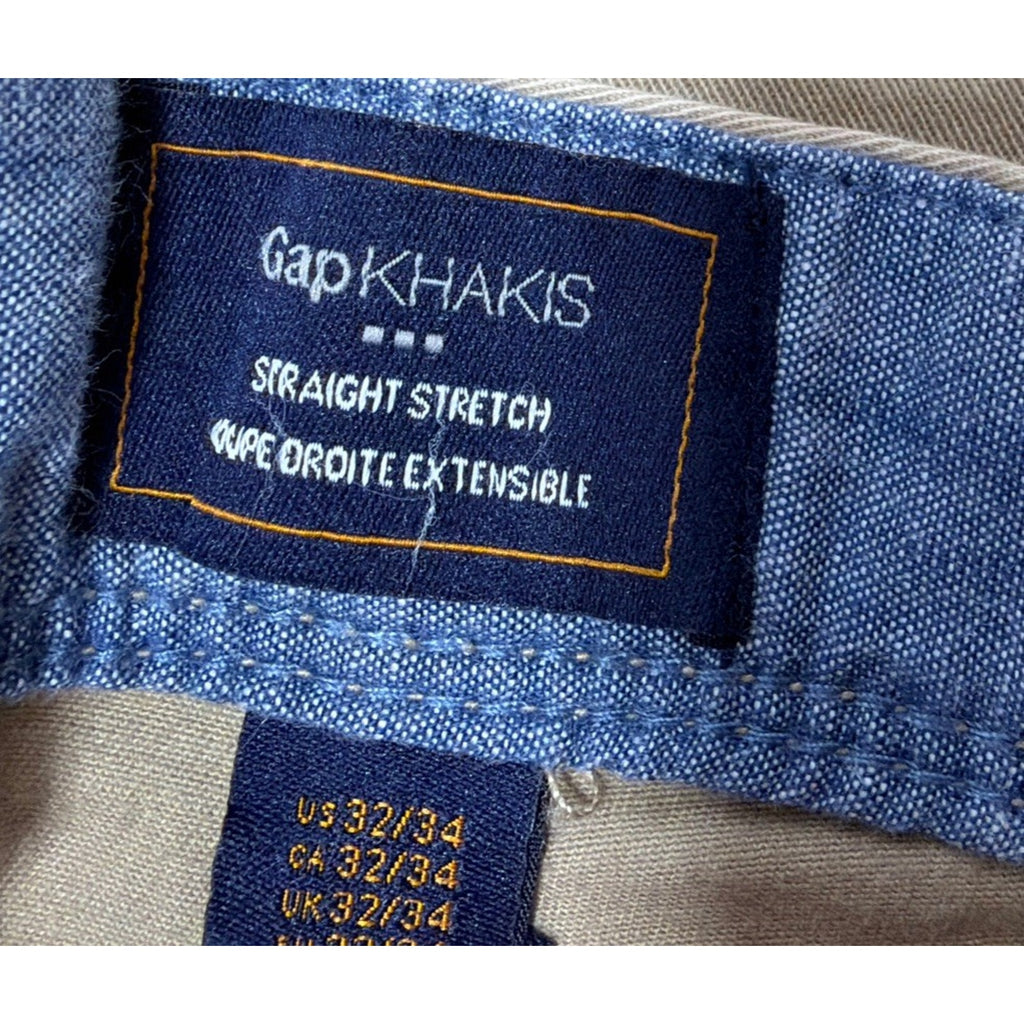 Gap KHAKIS
STRAIGHT STRETCH
COUPE DROITE EXTENSIBLE
US 32/34
CA 32/34
UK 32/34